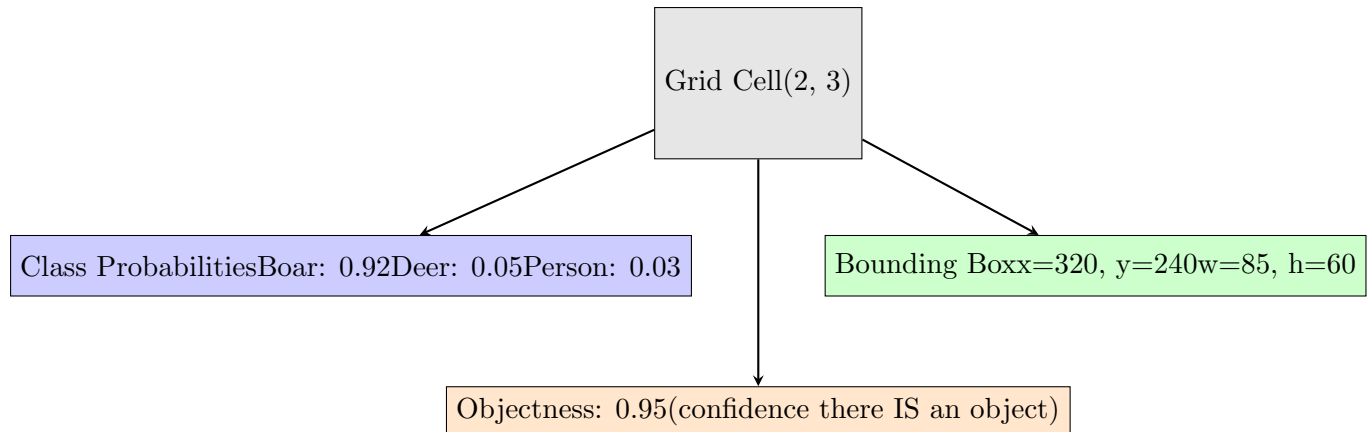 Grid Cell(2, 3)
Class ProbabilitiesBoar: 0.92Deer: 0.05Person: 0.03
Bounding Boxx=320, y=240w=85, h=60
Objectness: 0.95(confidence there IS an object)